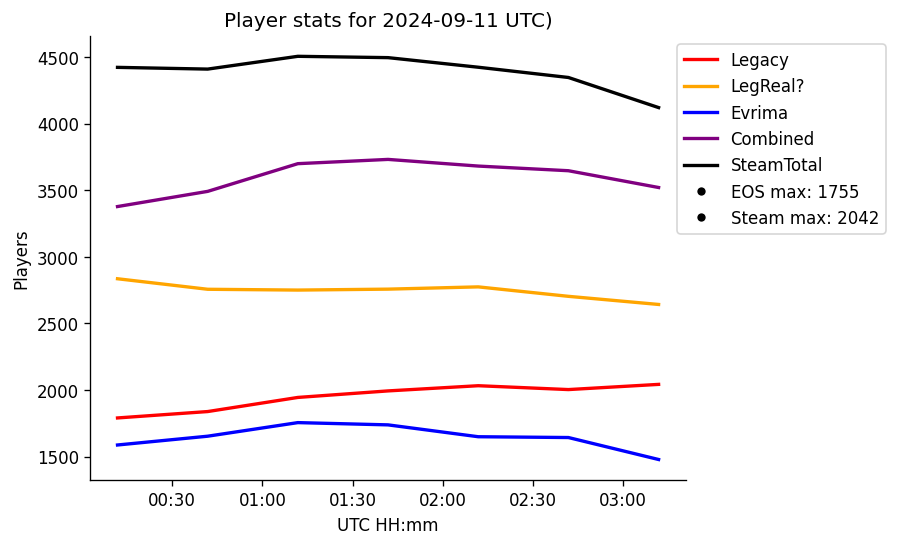 Player stats for 2024-09-11 UTC)
4500
4000
3500
3000
2500
2000
1500
Players
00:30 01:00 01:30 02:00 02:30 03:00
UTC HH:mm
Legacy
LegReal?
Evrima
Combined
SteamTotal
EOS max: 1755
Steam max: 2042